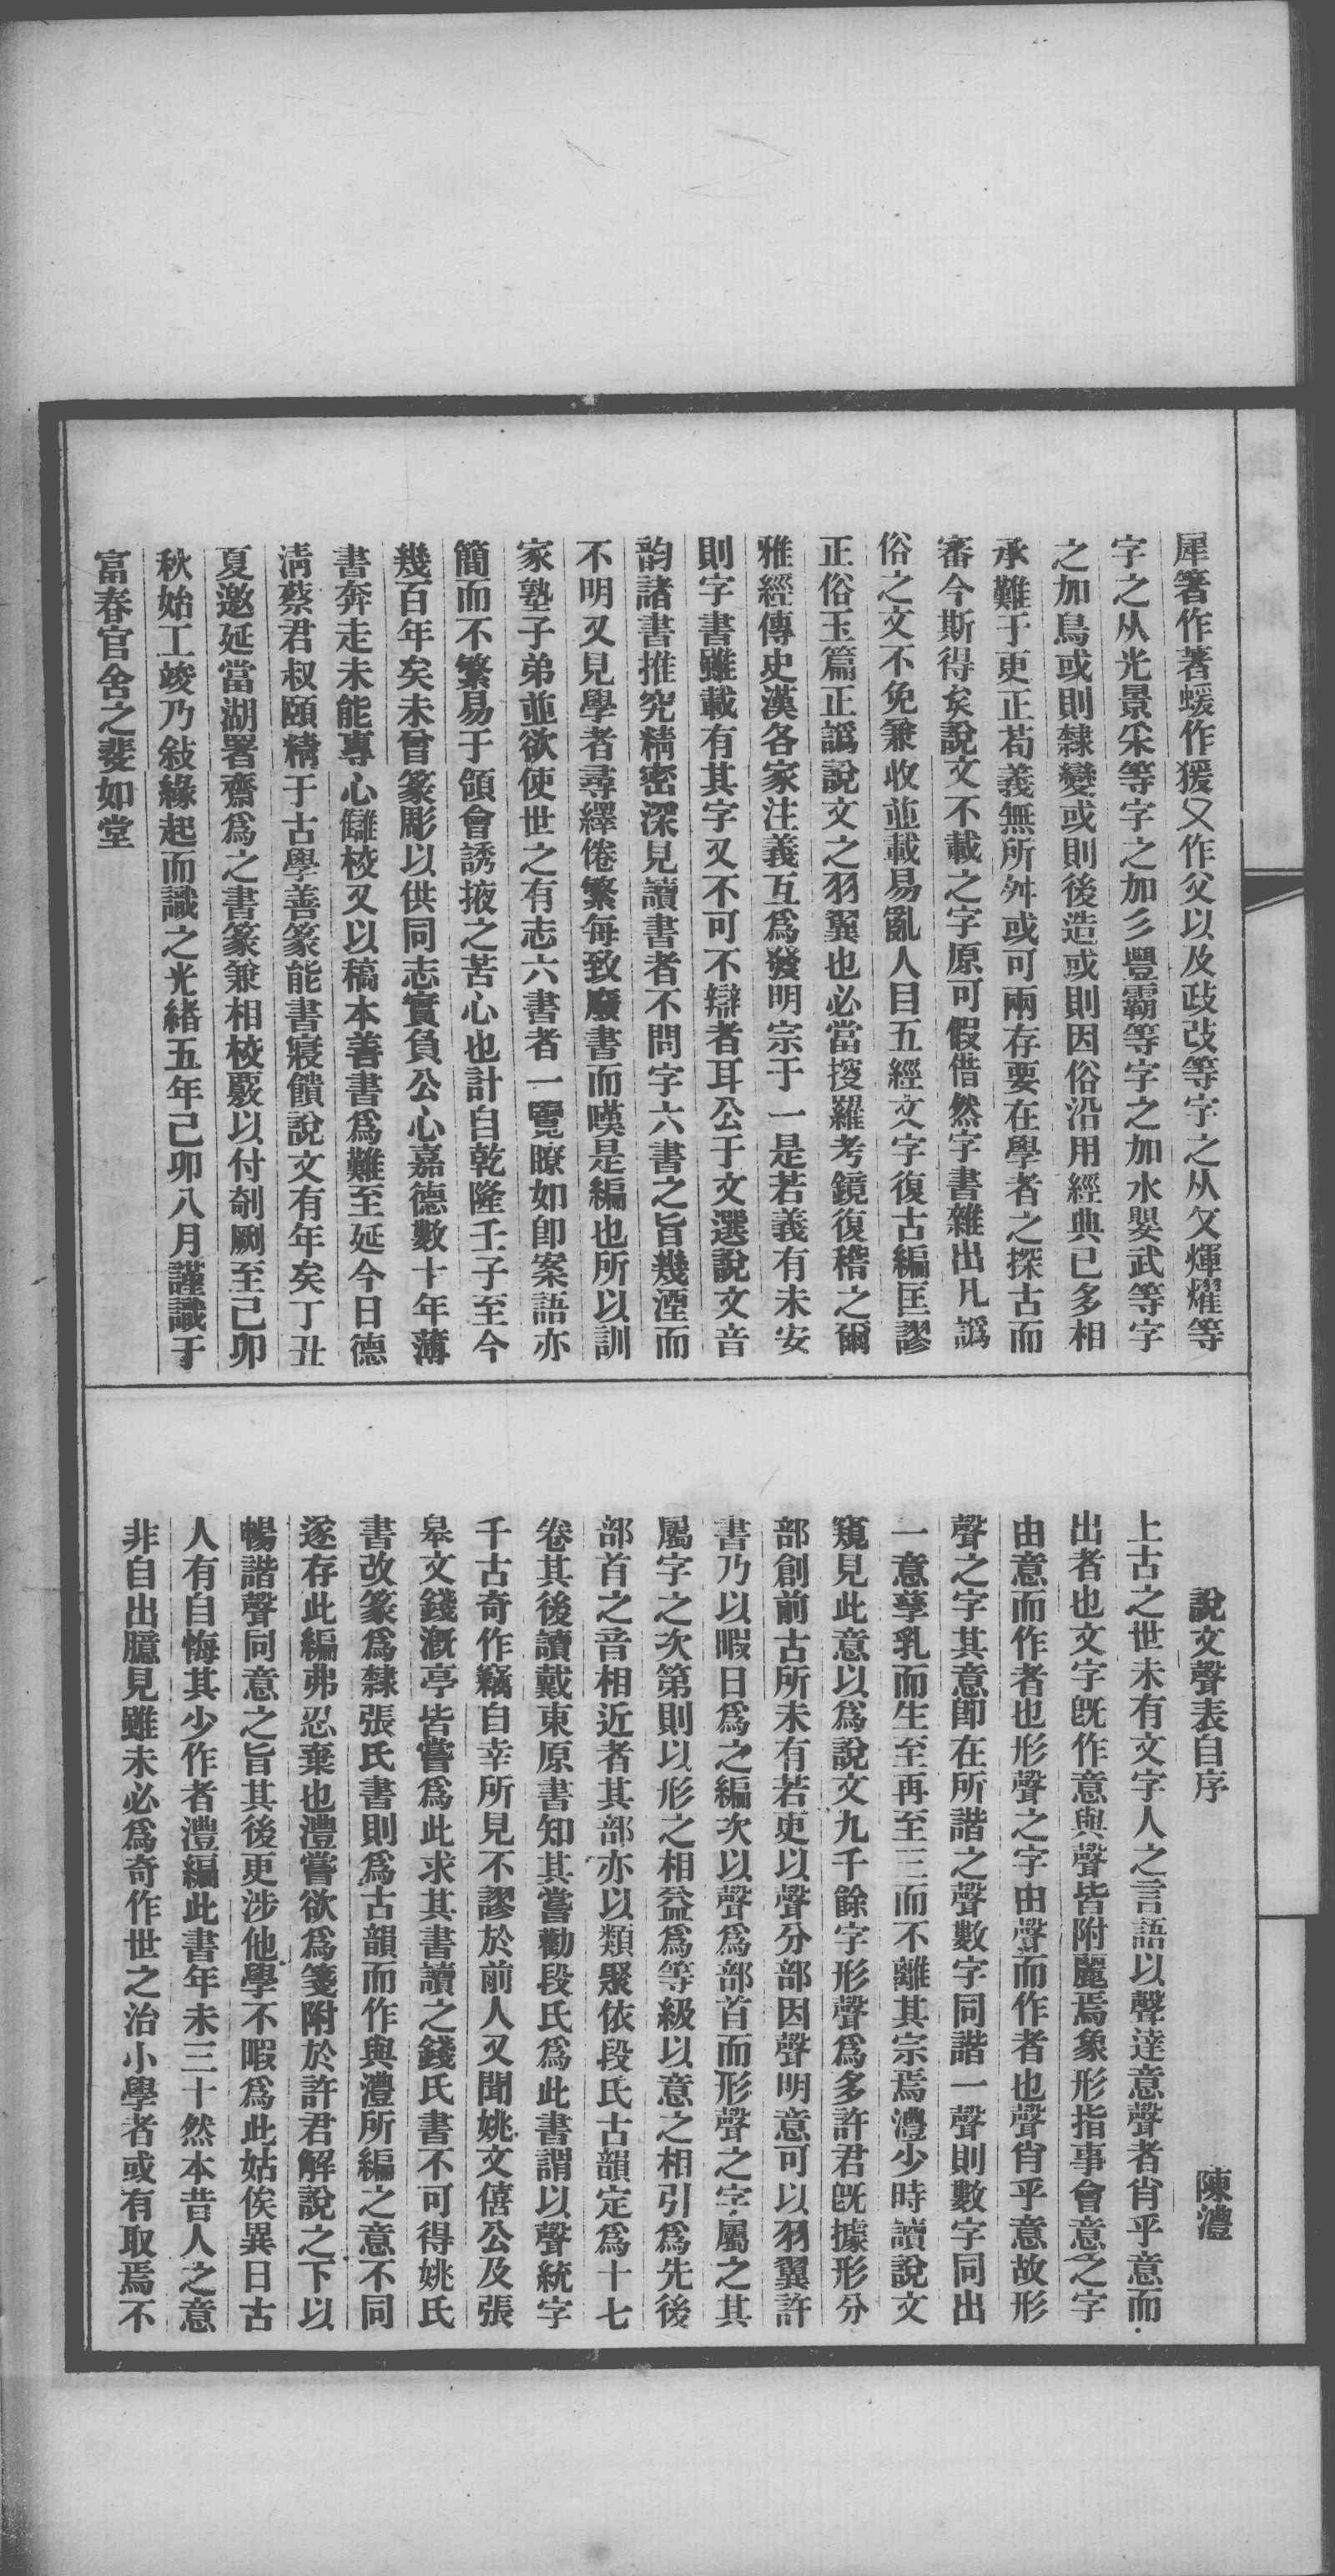 犀箸作著蝯作猨又作父以及攱攺等字之从攵煇燿等
字之从光景采等字之加彡豐霸等字之加水嬰武等字
之加鳥或則隸變或則後造或則因俗沿用經典已多相
承難于更正苟義無所舛或可兩存要在學者之探古而
審今斯得矣說文不載之字原可假借然字書雜出凡譌
俗之文不免兼收並載易亂人目五經文字復古編匡謬
正俗玉篇正譌說文之羽翼也必當搜羅考鏡復稽之爾
雅經傳史漢各家注義互爲發明宗于一是若義有未安
則字書雖載有其字又不可不辯者耳公于文選說文音
韵諸書推究精密深見讀書者不問字六書之旨幾湮而
不明又見學者尋繹倦繁每致廢書而嘆是編也所以訓
家塾子弟並欲使世之有志六書者一覽瞭如卽案語亦
簡而不繁易于領會誘掖之苦心也計自乾隆壬子至今
幾百年矣未曾篆彫以供同志實負公心嘉德數十年薄
書奔走未能專心讎校又以稿本善書爲難至延今日德
淸蔡君叔頤精于古學善篆能書寢饋說文有年矣丁丑
夏邀延當湖署齋爲之書篆兼相校覈以付剞劂至己卯
秋始工竣乃敍緣起而識之光緒五年己卯八月謹識于
富春官舍之斐如堂
說文聲表自序　陳澧
上古之世未有文字人之言語以聲達意聲者肖乎意而
出者也文字旣作意與聲皆附麗焉象形指事會意之字
由意而作者也形聲之字由聲而作者也聲肖乎意故形
聲之字其意卽在所諧之聲數字同諧一聲則數字同出
一意孳乳而生至再至三而不離其宗焉澧少時讀說文
窺見此意以爲說文九千餘字形聲爲多許君旣據形分
部創前古所未有若更以聲分部因聲明意可以羽翼許
書乃以暇日爲之編次以聲爲部首而形聲之字屬之其
屬字之次第則以形之相益爲等級以意之相引爲先後
部首之音相近者其部亦以類聚依段氏古韻定爲十七
卷其後讀戴東原書知其嘗勸段氏爲此書謂以聲統字
千古奇作竊自幸所見不謬於前人又聞姚文僖公及張
皋文錢漑亭皆嘗爲此求其書讀之錢氏書不可得姚氏
書改篆爲隸張氏書則爲古韻而作與澧所編之意不同
遂存此編弗忍棄也澧嘗欲爲箋附於許君解說之下以
暢諧聲同意之旨其後更涉他學不暇爲此姑俟異日古
人有自悔其少作者澧編此書年未三十然本昔人之意
非自出臆見雖未必爲奇作世之治小學者或有取焉不